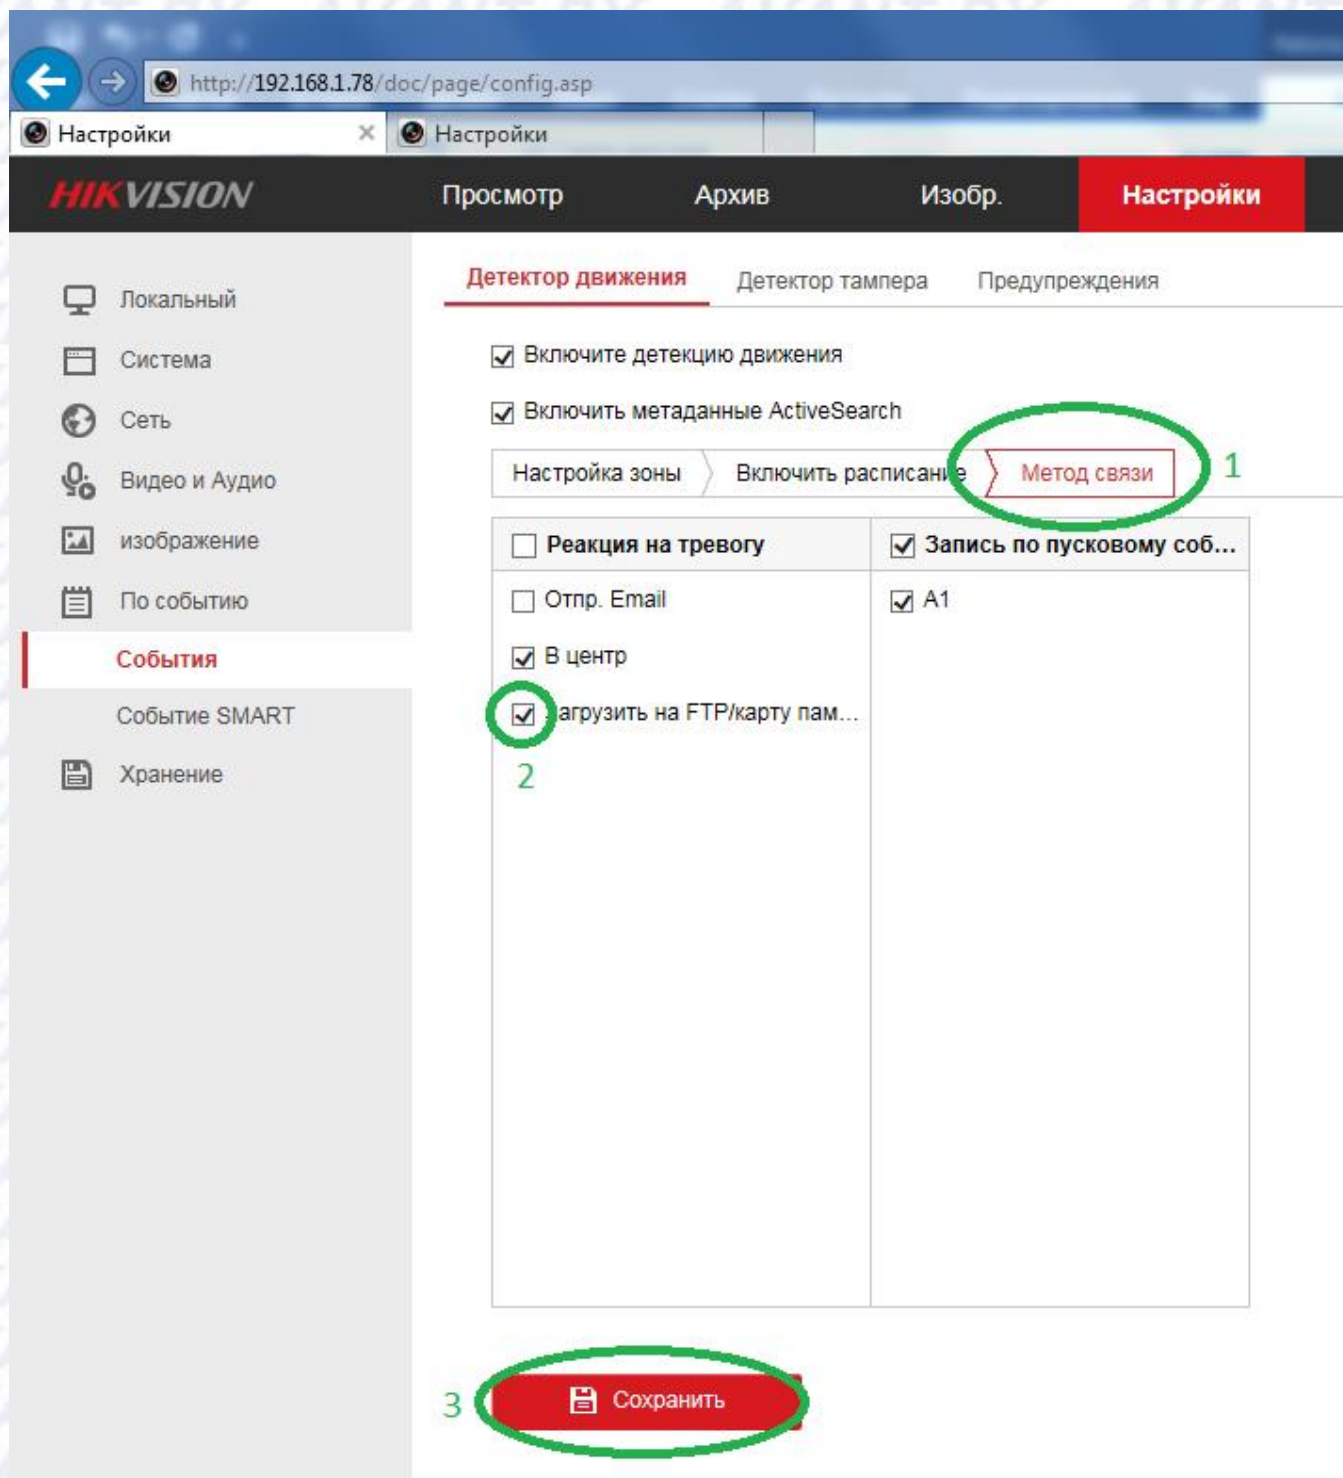 http://192.168.1.78/doc/page/config.asp
Настройки
Настройки
HIKVISION
Просмотр
Архив
Изобр.
Настройки
Детектор движения
Детектор тампера
Предупреждения
Локальный
Система
Сеть
Видео и Аудио
изображение
По событию
События
Событие SMART
Хранение
Включите детекцию движения
Включить метаданные ActiveSearch
Настройка зоны
Включить расписание
Метод связи
1
Реакция на тревогу
Запись по пусковому соб...
Отпр. Email
A1
В центр
агрузить на FTP/карту пам...
2
3
Сохранить